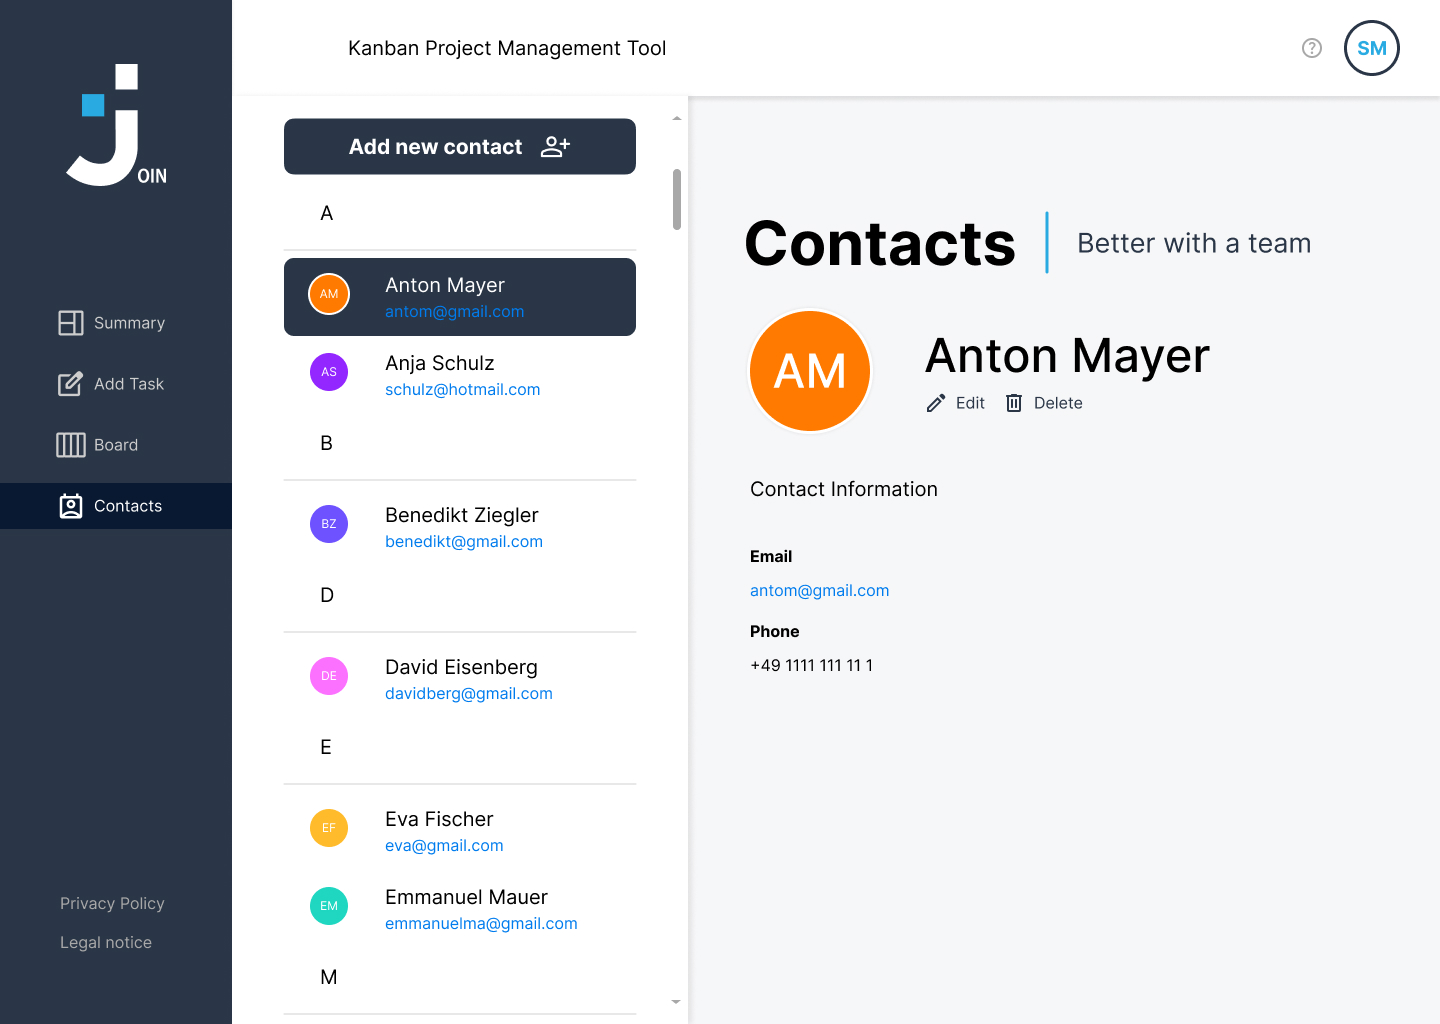 JOIN
Summary
Add Task
Board
Contacts
Privacy Policy
Legal notice
Kanban Project Management Tool
SM
Add new contact
A
AM
Anton Mayer
antom@gmail.com
AS
Anja Schulz
schulz@hotmail.com
B
BZ
Benedikt Ziegler
benedikt@gmail.com
D
DE
David Eisenberg
davidberg@gmail.com
E
EF
Eva Fischer
eva@gmail.com
EM
Emmanuel Mauer
emmanuelma@gmail.com
M
Contacts
Better with a team
AM
Anton Mayer
Edit Delete
Contact Information
Email
antom@gmail.com
Phone
+49 1111 111 11 1